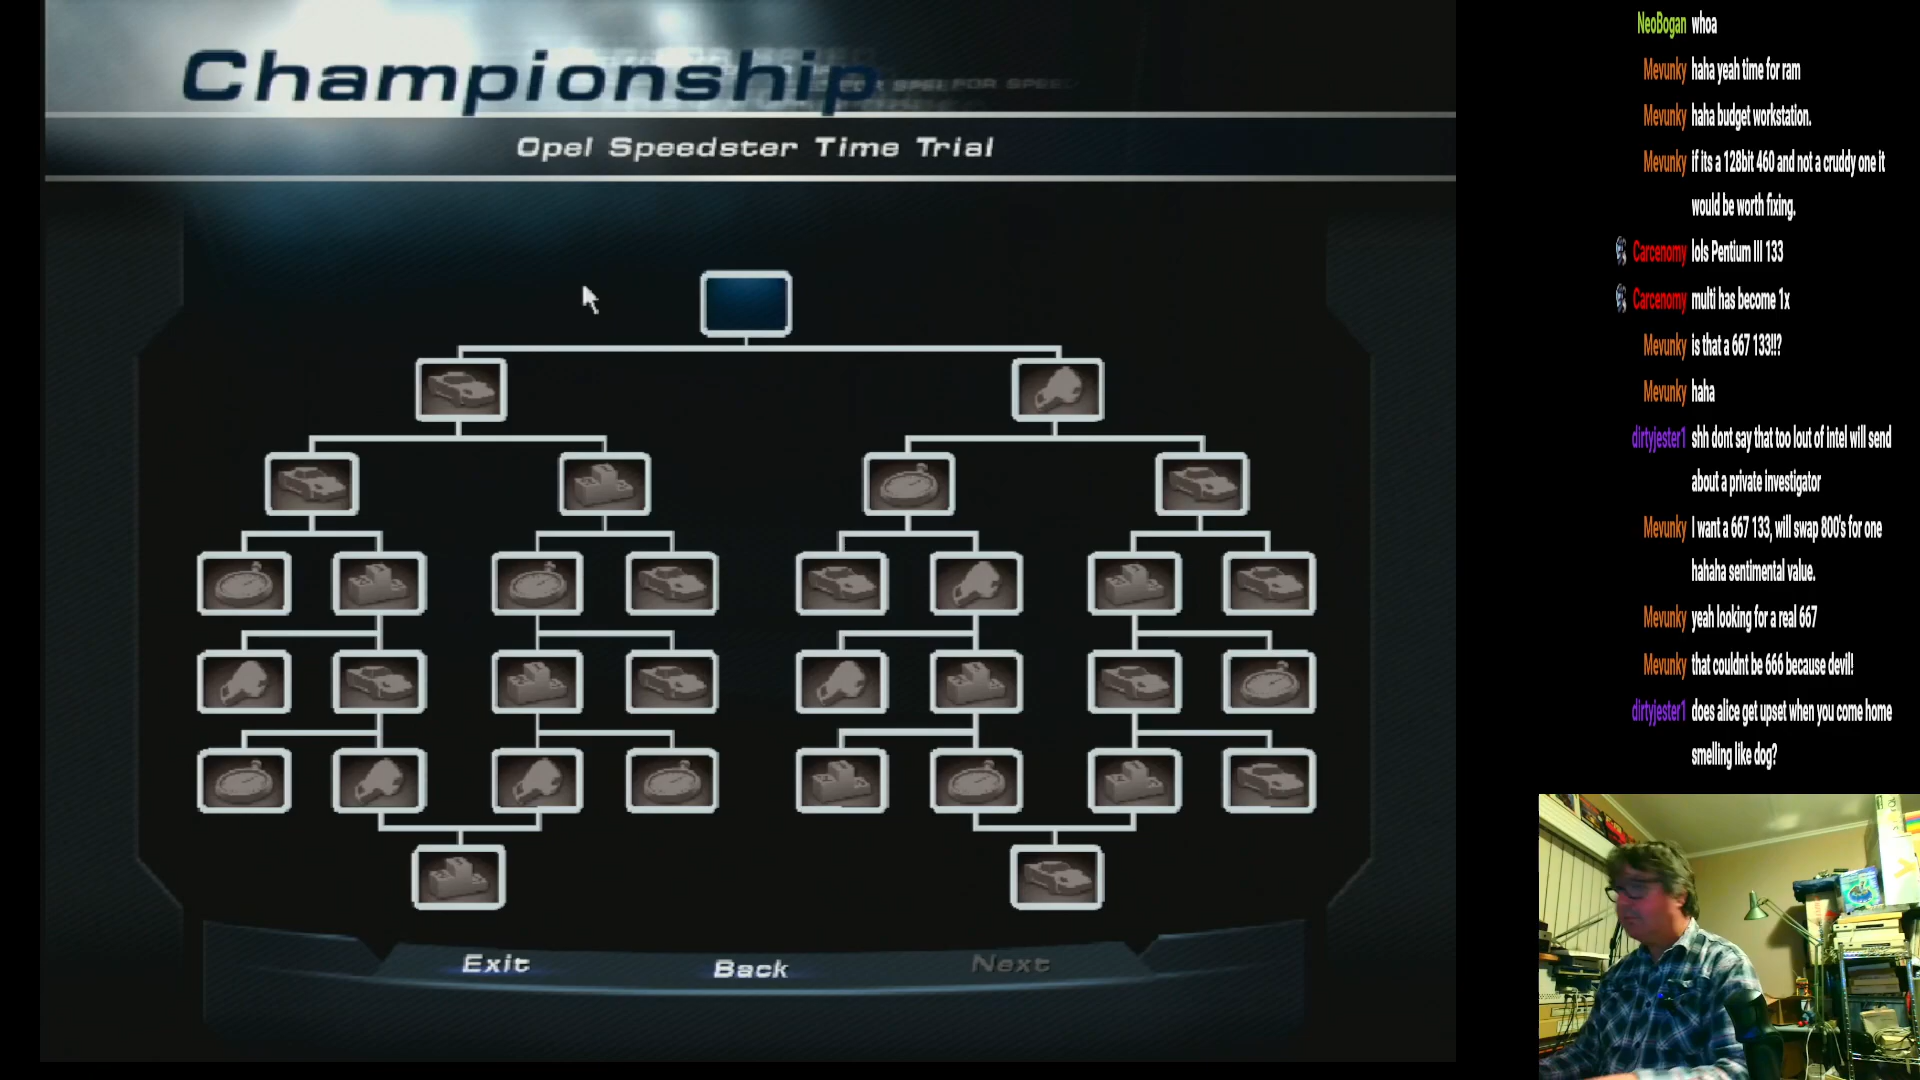 Championship
Opel Speedster Time Trial
Exit
Back
Next
NeoBogan whoa
Mevunky haha yeah time for ram
Mevunky haha budget workstation.
Mevunky if its a 128bit 460 and not a cruddy one it
would be worth fixing.
Carcenomy lols Pentium III 133
Carcenomy multi has become 1x
Mevunky is that a 667 133!!?
Mevunky haha
dirtyjester1 shh dont say that too lout of intel will send
about a private investigator
Mevunky I want a 667 133, will swap 800's for one
hahaha sentimental value.
Mevunky yeah looking for a real 667
Mevunky that couldnt be 666 because devil!
dirtyjester1 does alice get upset when you come home
smelling like dog?